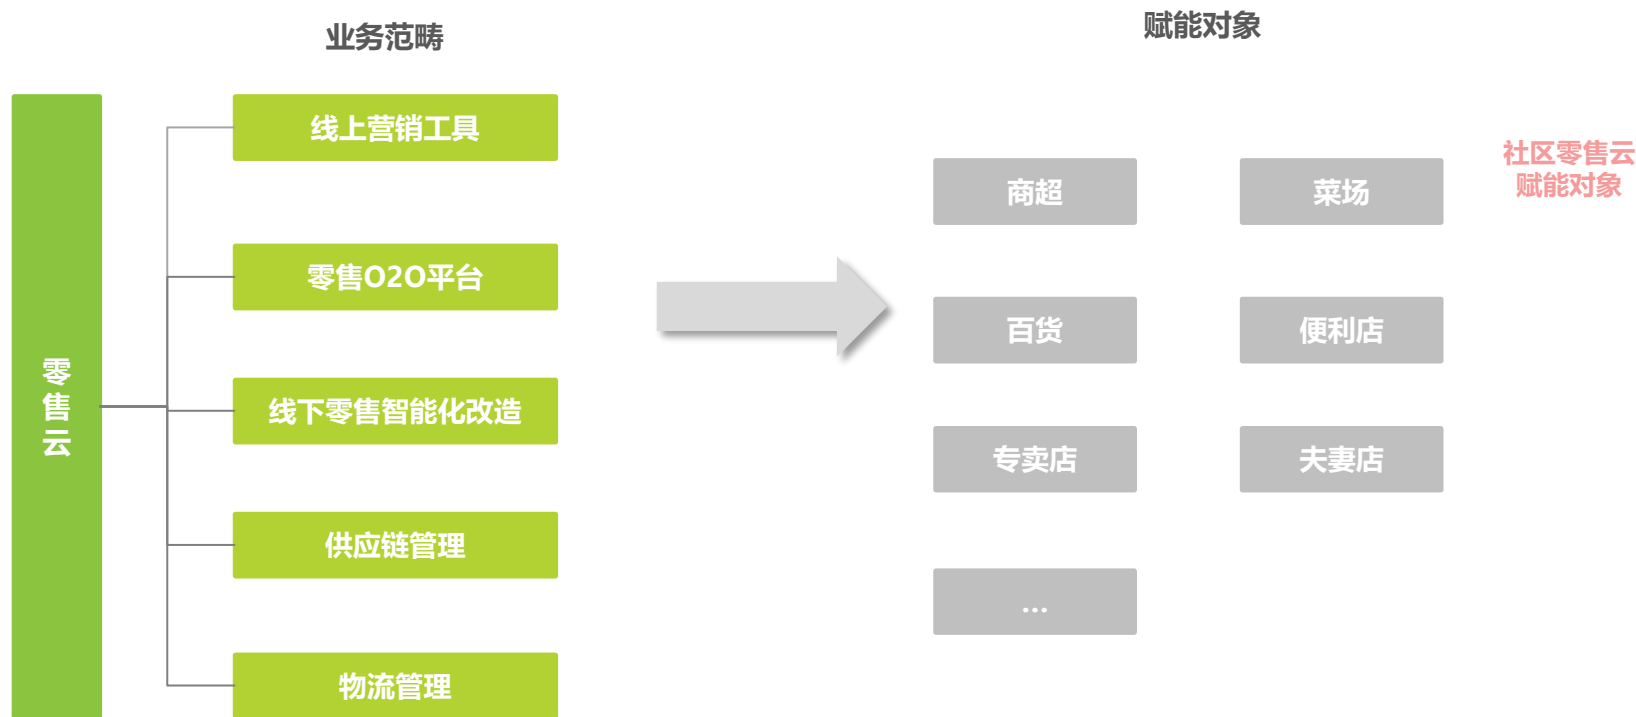 业务范畴
赋能对象
零售云
线上营销工具
零售O2O平台
线下零售智能化改造
供应链管理
物流管理
商超
菜场
百货
便利店
专卖店
夫妻店
...
社区零售云
赋能对象